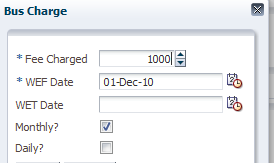 Bus Charge
* Fee Charged 1000
* WEF Date 01-Dec-10
WET Date
Monthly?
Daily?